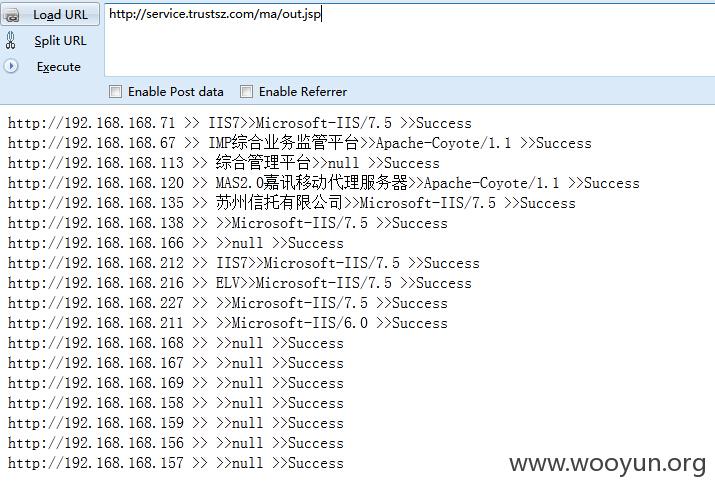 Load URL
http://service.trustsz.com/ma/out.jsp
Split URL
Execute
Enable Post data Enable Referrer
http://192.168.168.71 >> IIS7>>Microsoft-IIS/7.5 >>Success
http://192.168.168.67 >> IMP综合业务监管平台>>Apache-Coyote/1.1 >>Success
http://192.168.168.113 >> 综合管理平台>>null >>Success
http://192.168.168.120 >> MAS2.0嘉讯移动代理服务器>>Apache-Coyote/1.1 >>Success
http://192.168.168.135 >> 苏州信托有限公司>>Microsoft-IIS/7.5 >>Success
http://192.168.168.138 >> >>Microsoft-IIS/7.5 >>Success
http://192.168.168.166 >> >>null >>Success
http://192.168.168.212 >> IIS7>>Microsoft-IIS/7.5 >>Success
http://192.168.168.216 >> ELV>>Microsoft-IIS/7.5 >>Success
http://192.168.168.227 >> >>Microsoft-IIS/7.5 >>Success
http://192.168.168.211 >> >>Microsoft-IIS/6.0 >>Success
http://192.168.168.168 >> >>null >>Success
http://192.168.168.167 >> >>null >>Success
http://192.168.168.169 >> >>null >>Success
http://192.168.168.158 >> >>null >>Success
http://192.168.168.159 >> >>null >>Success
http://192.168.168.156 >> >>null >>Success
http://192.168.168.157 >> >>null >>Success
www.wooyun.org